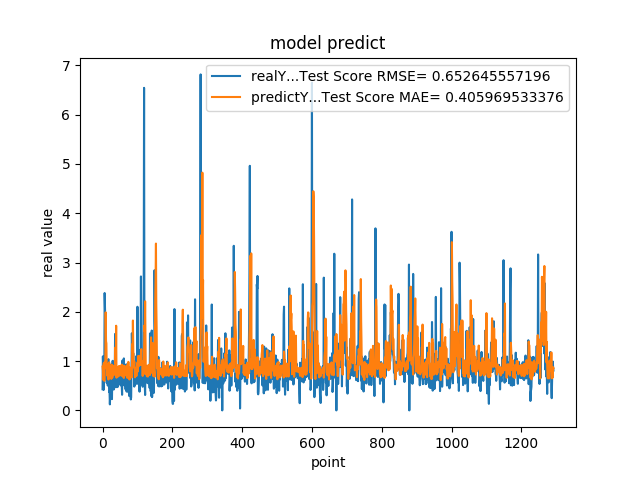 model predict
realY...Test Score RMSE= 0.652645557196
predictY...Test Score MAE= 0.405969533376
real value
7
6
5
4
3
2
1
0
0 200 400 600 800 1000 1200
point